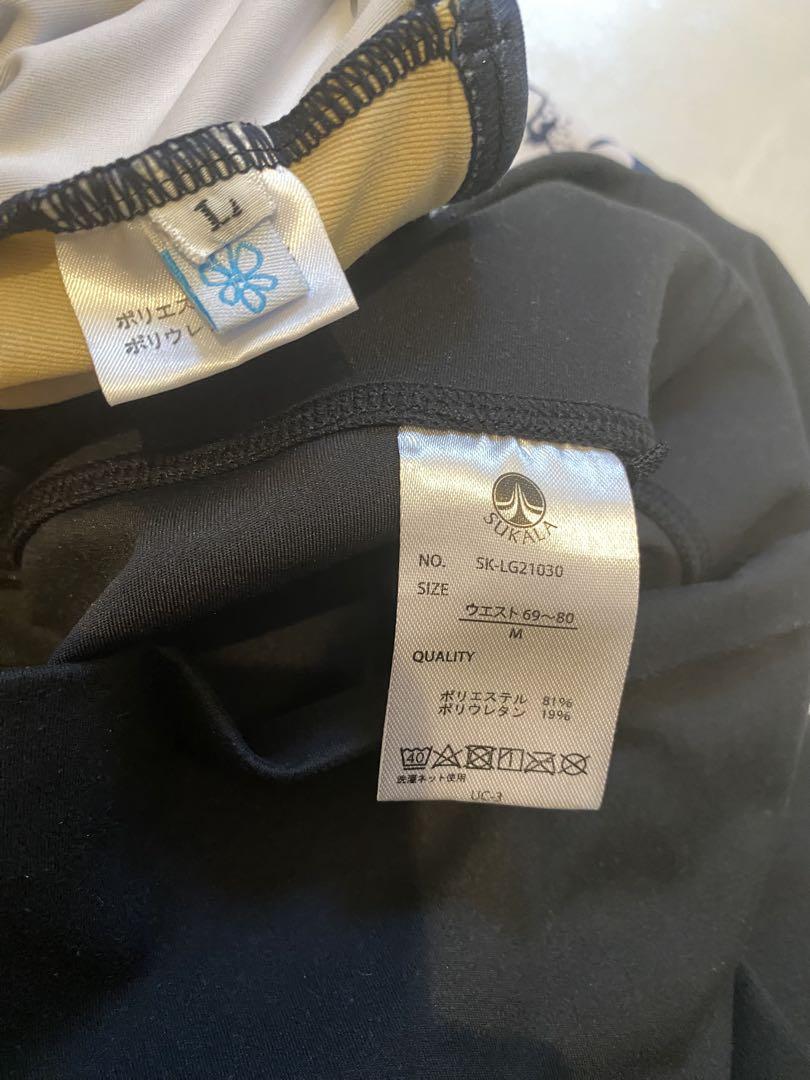 L
ポリエス
ポリウレ
SUKALA
NO. SK-LG21030
SIZE
ウエスト69～80
M
QUALITY
ポリエステル 81%
ポリウレタン 19%
40
洗濯ネット使用
UC-3